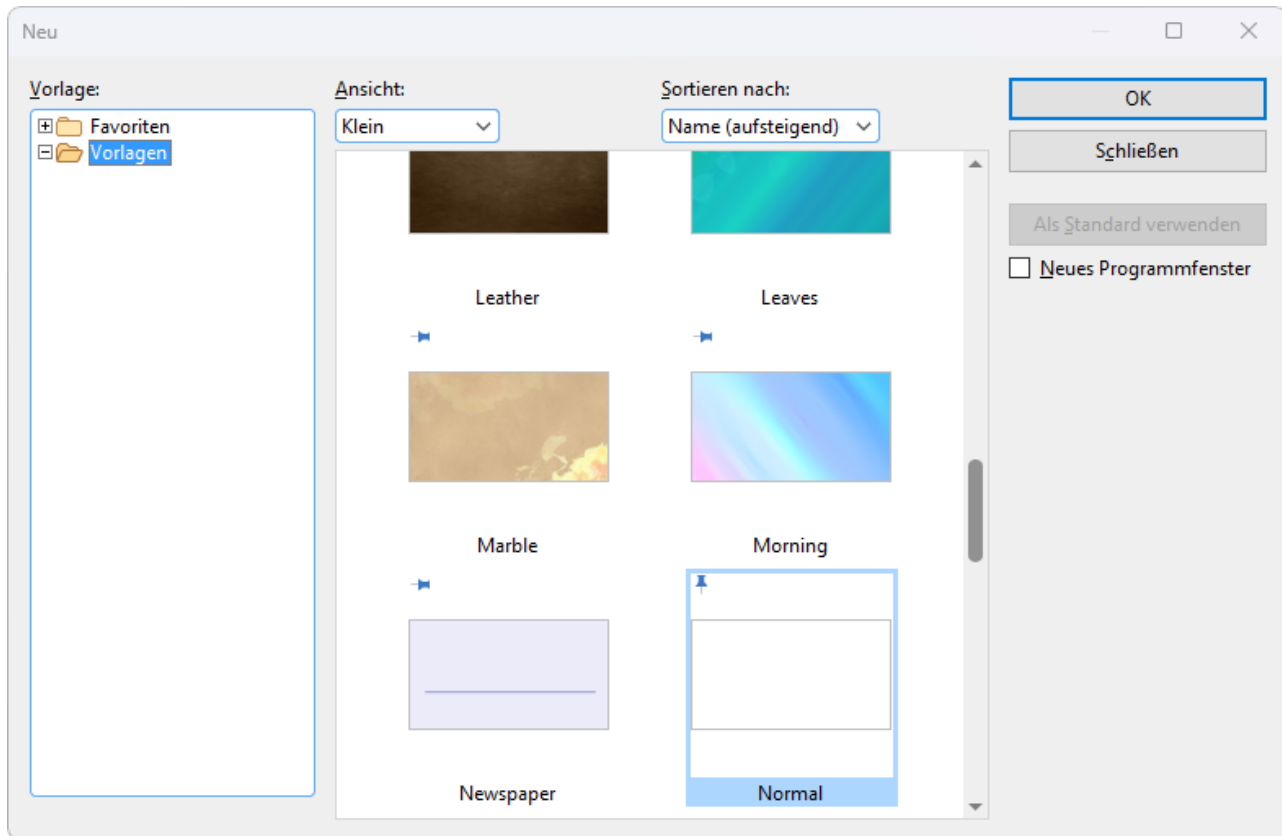 Neu
Vorlage:
Favoriten
Vorlagen
Ansicht:
Klein
Sortieren nach:
Name (aufsteigend)
Leather
Leaves
Marble
Morning
Newspaper
Normal
OK
Schließen
Als Standard verwenden
Neues Programmfenster